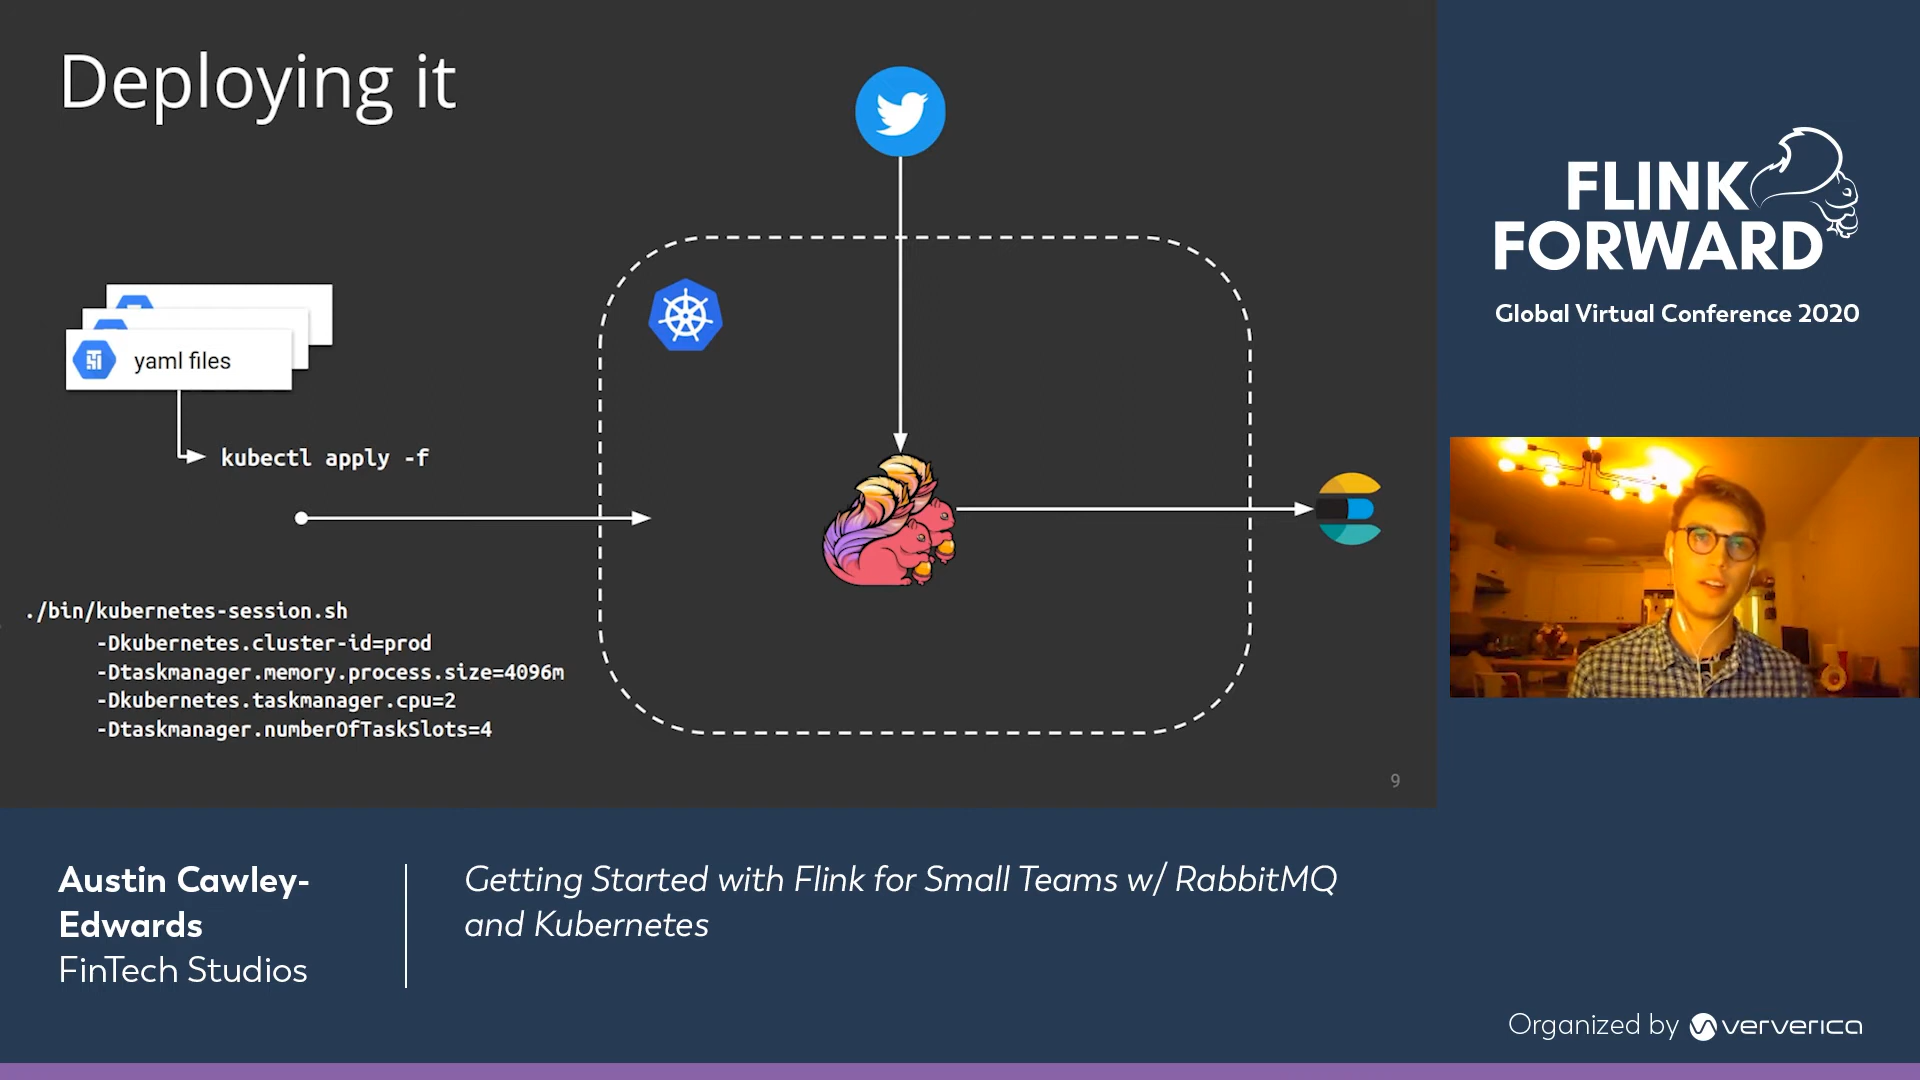 Deploying it
yaml files
kubectl apply -f
./bin/kubernetes-session.sh
-Dkubernetes.cluster-id=prod
-Dtaskmanager.memory.process.size=4096m
-Dkubernetes.taskmanager.cpu=2
-Dtaskmanager.numberOfTaskSlots=4
9
FLINK
FORWARD
Global Virtual Conference 2020
Austin Cawley-
Edwards
FinTech Studios
Getting Started with Flink for Small Teams w/ RabbitMQ
and Kubernetes
Organized by ververica